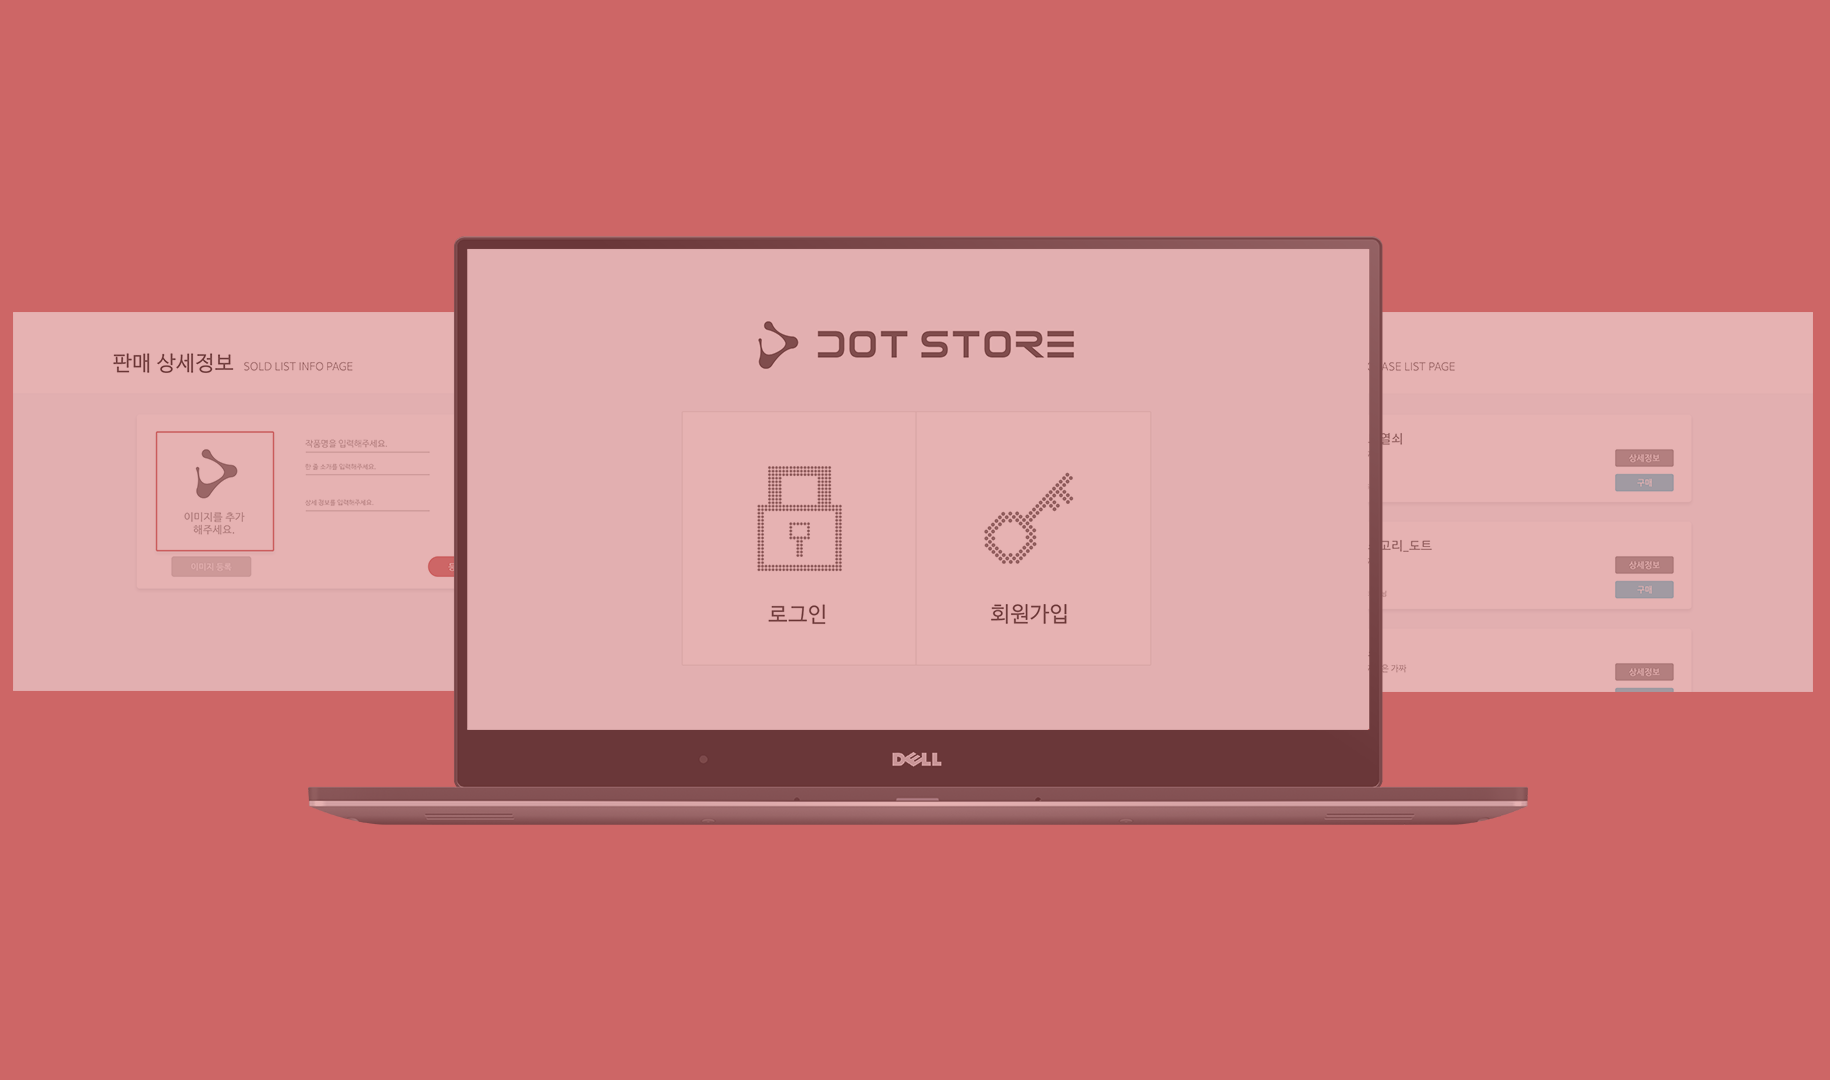 판매 상세정보 SOLD LIST INFO PAGE
이미지를 추가
해주세요.
이미지 등록
작품명을 입력해주세요.
한 줄 소개를 입력해주세요.
상세 정보를 입력해주세요.
DOT STORE
로그인
회원가입
DELL
ASE LIST PAGE
열쇠
상세정보
구매
고리_도트
상세정보
구매
은 가짜
상세정보